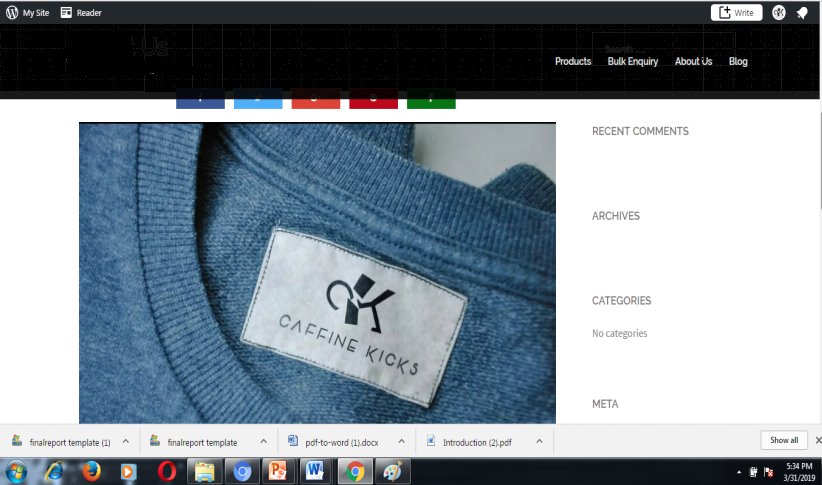 My Site
Reader
Write
Us
Search ...
Products
Bulk Enquiry
About Us
Blog
RECENT COMMENTS
ARCHIVES
CATEGORIES
No categories
META
CK
CAFFINE KICKS
finalreport template (1)
finalreport template
pdf-to-word (1).docx
Introduction (2).pdf
Show all
5:34 PM
3/31/2019